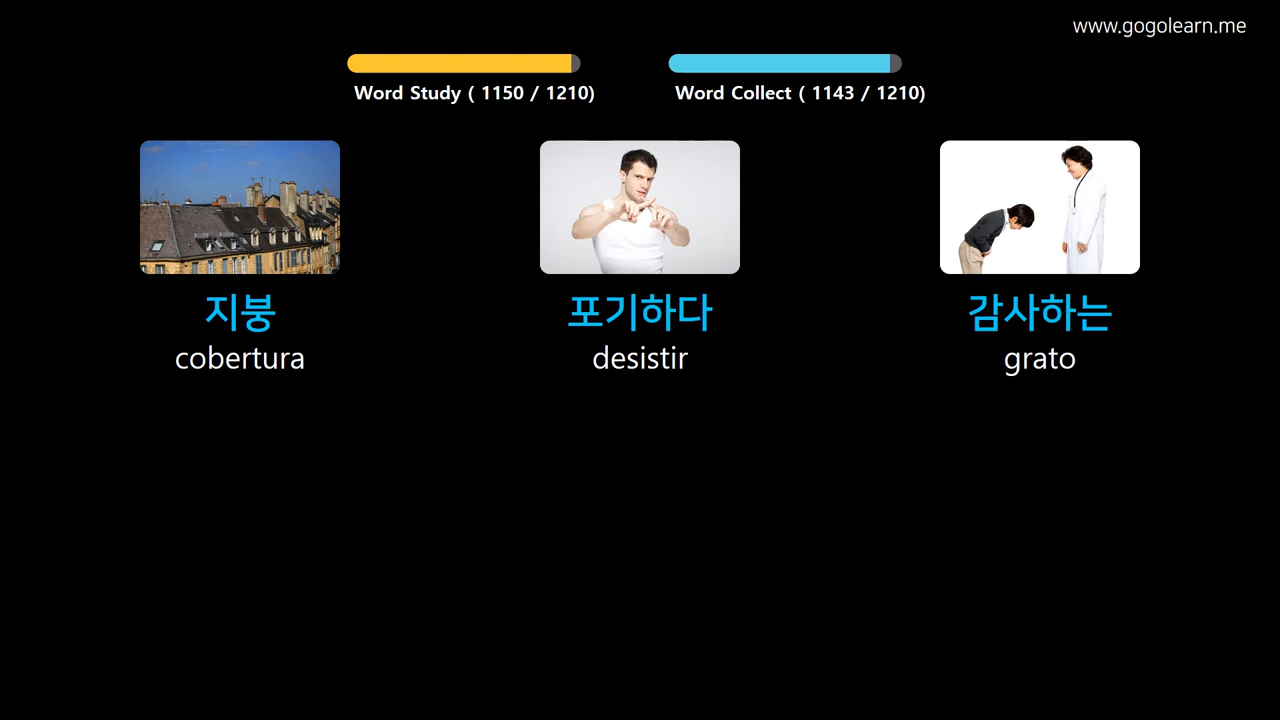 www.gogolearn.me
Word Study ( 1150 / 1210)
Word Collect ( 1143 / 1210)
지붕
포기하다
감사하는
cobertura
desistir
grato